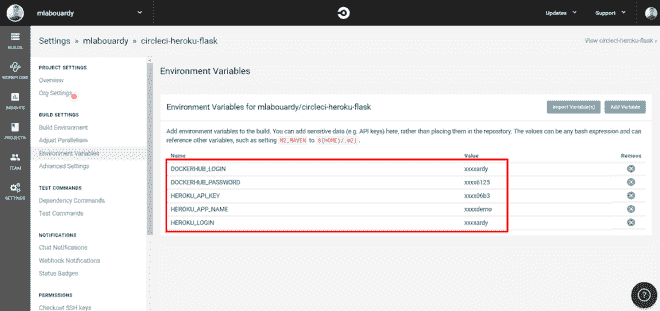 mlabouardy
Updates
Support
Settings » mlabouardy » circleci-heroku-flask
View circleci-heroku-flask »
BUILDS
WORKFLOWS
INSIGHTS
PROJECTS
TEAM
SETTINGS
PROJECT SETTINGS
Overview
Org Settings
BUILD SETTINGS
Build Environment
Adjust Parallelism
Environment Variables
Advanced Settings
TEST COMMANDS
Dependency Commands
Test Commands
NOTIFICATIONS
Chat Notifications
Webhook Notifications
Status Badges
PERMISSIONS
Checkout SSH keys
Environment Variables
Environment Variables for mlabouardy/circleci-heroku-flask
Import Variable(s)
Add Variable
Add environment variables to the build. You can add sensitive data (e.g. API keys) here, rather than placing them in the repository. The values can be any bash expression and can
reference other variables, such as setting M2_MAVEN to ${HOME}/.m2).
Name Value Remove
DOCKERHUB_LOGIN xxxxardy
DOCKERHUB_PASSWORD xxxx6123
HEROKU_API_KEY xxxx06b3
HEROKU_APP_NAME xxxxdemo
HEROKU_LOGIN xxxxardy
?